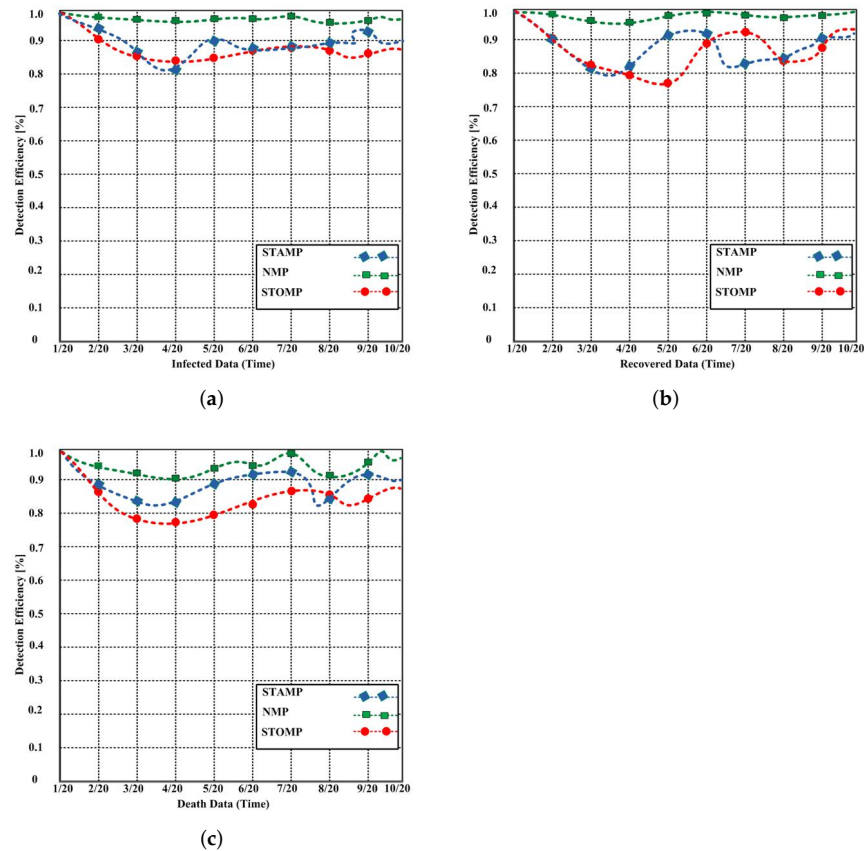 1.0
0.9
0.8
0.7
0.6
0.5
0.4
0.3
0.2
0.1
0
Detection Efficiency [%]
STAMP
NMP
STOMP
1/20 2/20 3/20 4/20 5/20 6/20 7/20 8/20 9/20 10/20
Infected Data (Time)
(a)
1.0
0.9
0.8
0.7
0.6
0.5
0.4
0.3
0.2
0.1
0
Detection Efficiency [%]
STAMP
NMP
STOMP
1/20 2/20 3/20 4/20 5/20 6/20 7/20 8/20 9/20 10/20
Recovered Data (Time)
(b)
1.0
0.9
0.8
0.7
0.6
0.5
0.4
0.3
0.2
0.1
0
Detection Efficiency [%]
STAMP
NMP
STOMP
1/20 2/20 3/20 4/20 5/20 6/20 7/20 8/20 9/20 10/20
Death Data (Time)
(c)